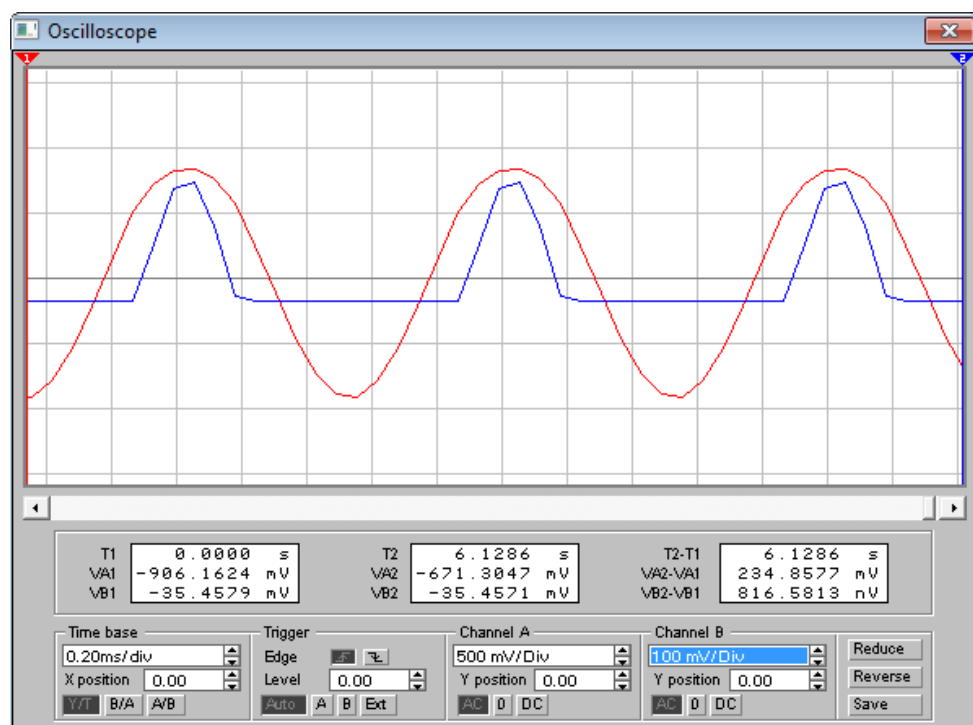 Oscilloscope
1 2
T1 0.0000 s T2 6.1286 s T2-T1 6.1286 s
VA1 -906.1624 mV VA2 -671.3047 mV VA2-VA1 234.8577 mV
VB1 -35.4579 mV VB2 -35.4571 mV VB2-VB1 816.5813 nV
Time base Trigger Channel A Channel B
0.20ms/div Edge 500 mV/Div 100 mV/Div Reduce
X position 0.00 Level 0.00 Y position 0.00 Y position 0.00 Reverse
Y/T B/A A/B Auto A B Ext AC 0 DC AC 0 DC Save